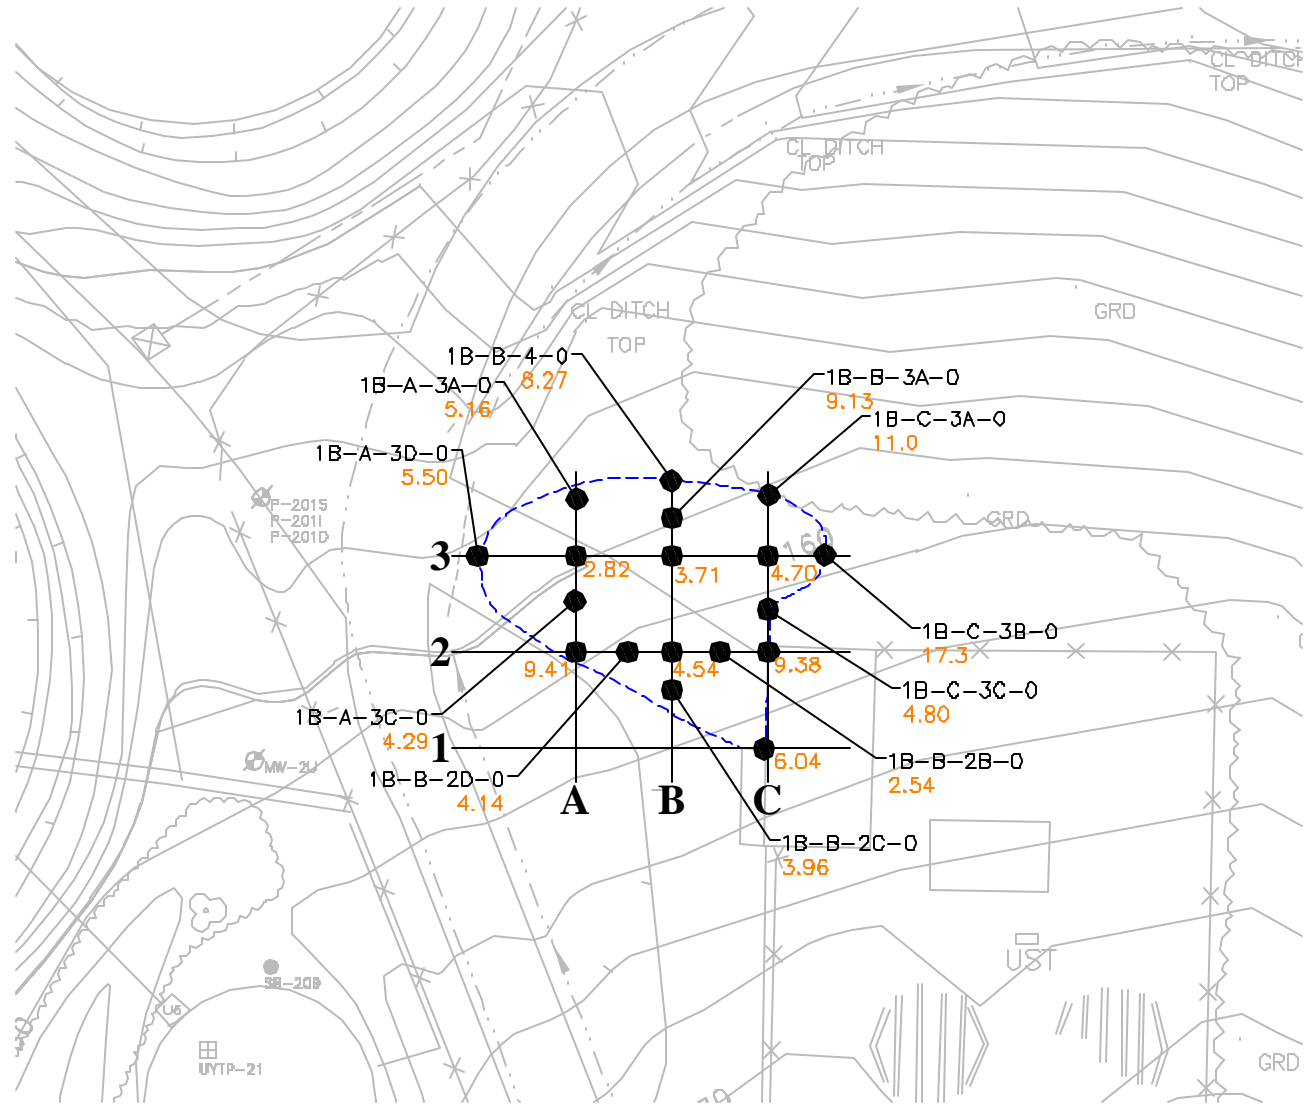 CL DITCH
TOP
CL DITCH
TOP
CL DITCH
TOP
GRD
1B-B-4-0
8.27
1B-A-3A-0
5.16
1B-B-3A-0
9.13
1B-C-3A-0
11.0
1B-A-3D-0
5.50
P-201S
P-201I
P-201D
GRD
160
3
2.82
3.71
4.70
1B-C-3B-0
17.3
2
9.41
4.54
9.38
1B-C-3C-0
4.80
1B-A-3C-0
4.29
1
6.04
1B-B-2B-0
2.54
MW-2U
1B-B-2D-0
4.14
A
B
C
1B-B-2C-0
3.96
UST
SB-209
U6
UYTP-21
GRD